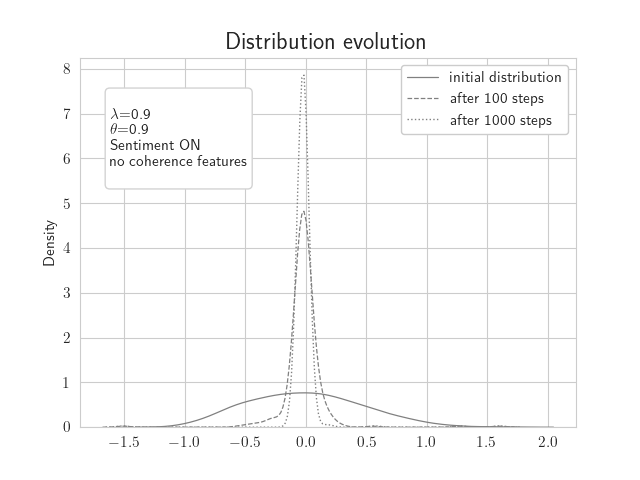 Distribution evolution
8
7
6
5
4
3
2
1
0
Density
λ=0.9
θ=0.9
Sentiment ON
no coherence features
initial distribution
after 100 steps
after 1000 steps
−1.5 −1.0 −0.5 0.0 0.5 1.0 1.5 2.0